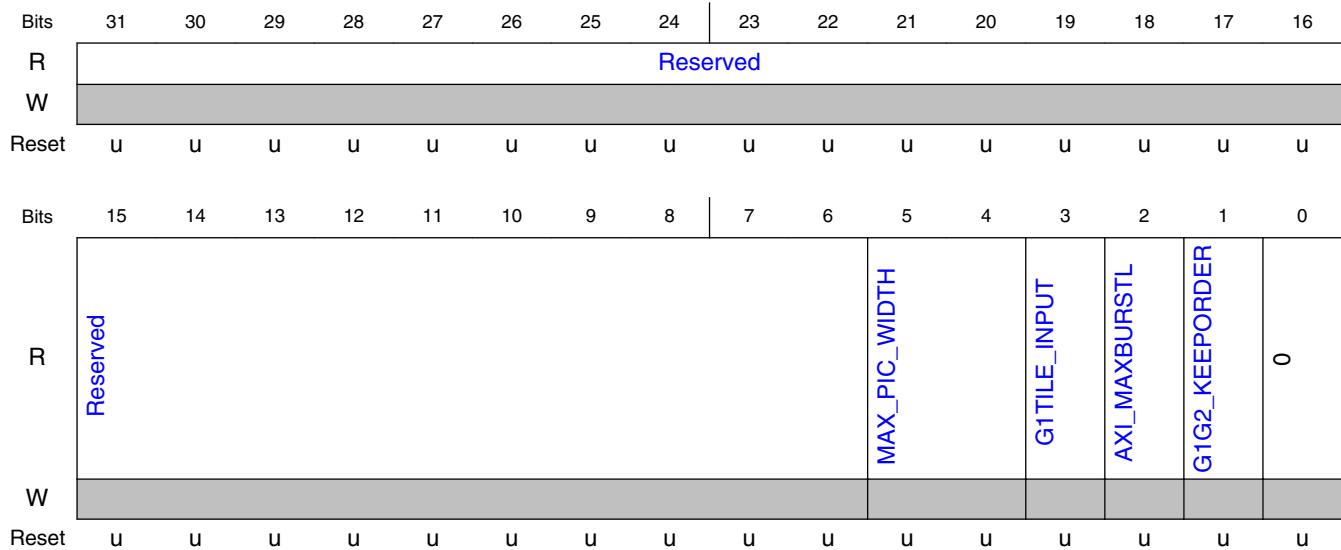 Bits 31 30 29 28 27 26 25 24 23 22 21 20 19 18 17 16
R Reserved
W
Reset u u u u u u u u u u u u u u u u
Bits 15 14 13 12 11 10 9 8 7 6 5 4 3 2 1 0
R Reserved MAX_PIC_WIDTH G1TILE_INPUT AXI_MAXBURSTL G1G2_KEEPORDER 0
W
Reset u u u u u u u u u u u u u u u u